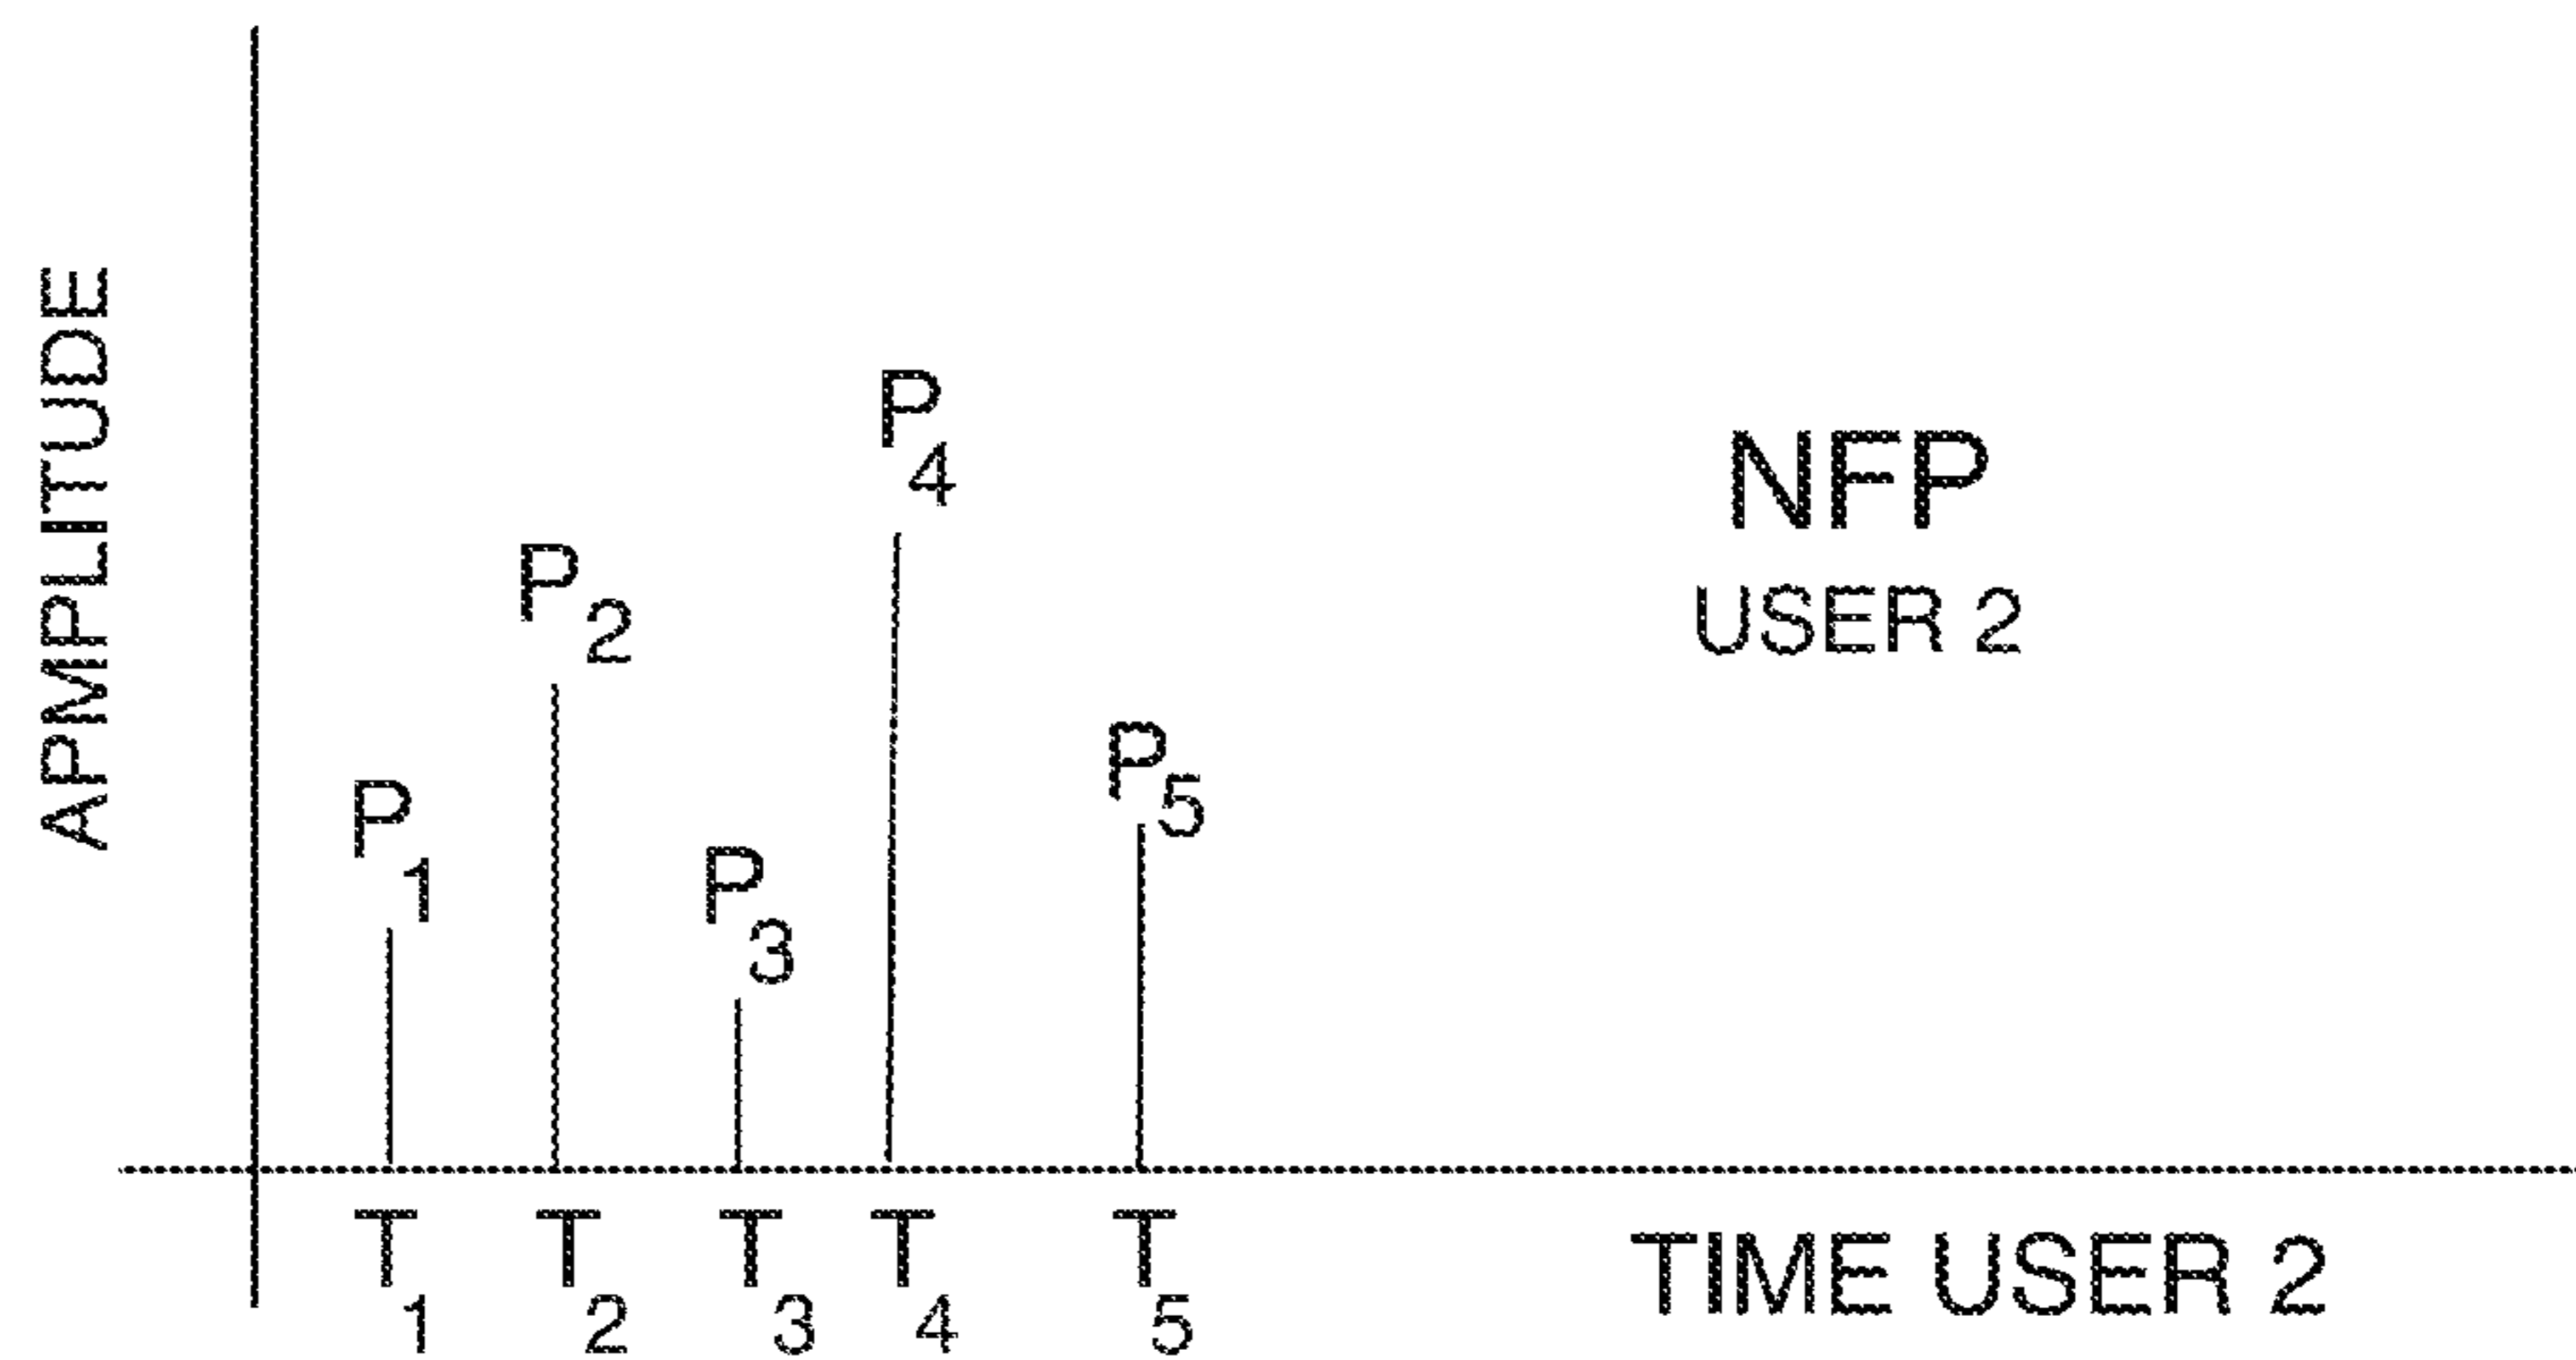 APMPLITUDE
P1
P2
P3
P4
P5
NFP
USER 2
T1 T2 T3 T4 T5
TIME USER 2